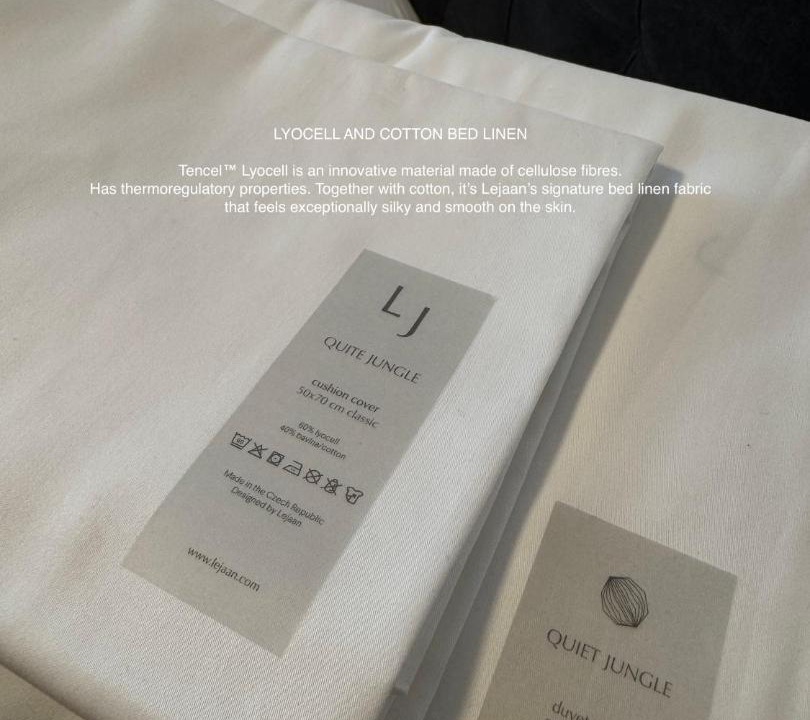 LYOCELL AND COTTON BED LINEN
Tencel™ Lyocell is an innovative material made of cellulose fibres.
Has thermoregulatory properties. Together with cotton, it's Lejaan's signature bed linen fabric
that feels exceptionally silky and smooth on the skin.
LJ
QUITE JUNGLE
cushion cover
50x70 cm classic
60% lyocell
40% bavlna/cotton
Made in the Czech Republic
Designed by Lejaan
www.lejaan.com
QUIET JUNGLE